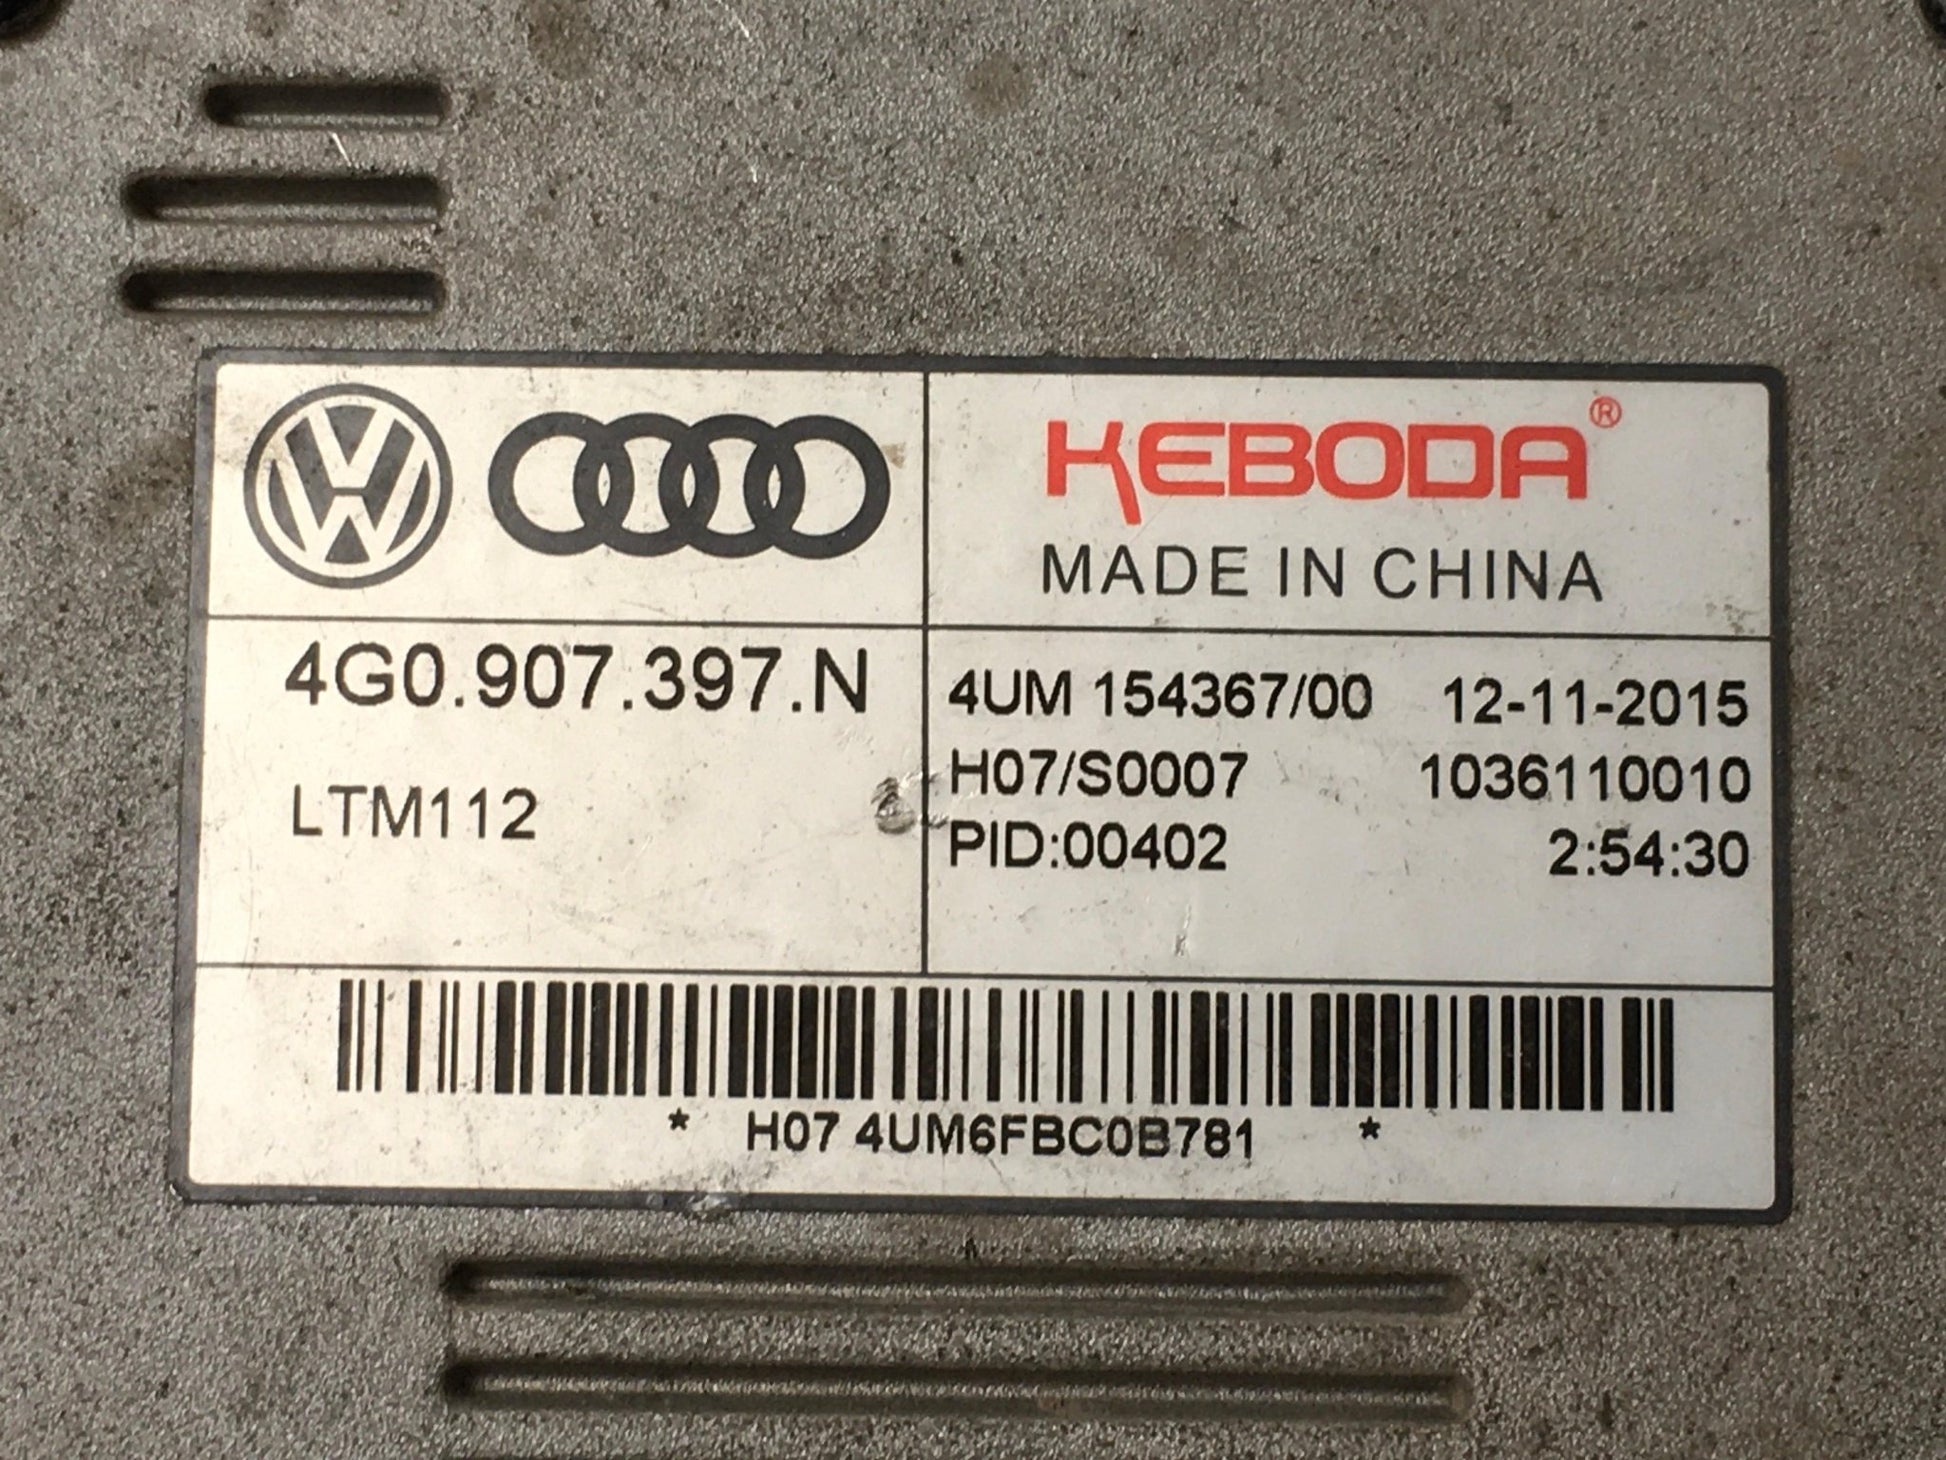 KEBODA®
MADE IN CHINA
4G0.907.397.N
LTM112
4UM 154367/00 12-11-2015
H07/S0007 1036110010
PID:00402 2:54:30
* H07 4UM6FBC0B781 *